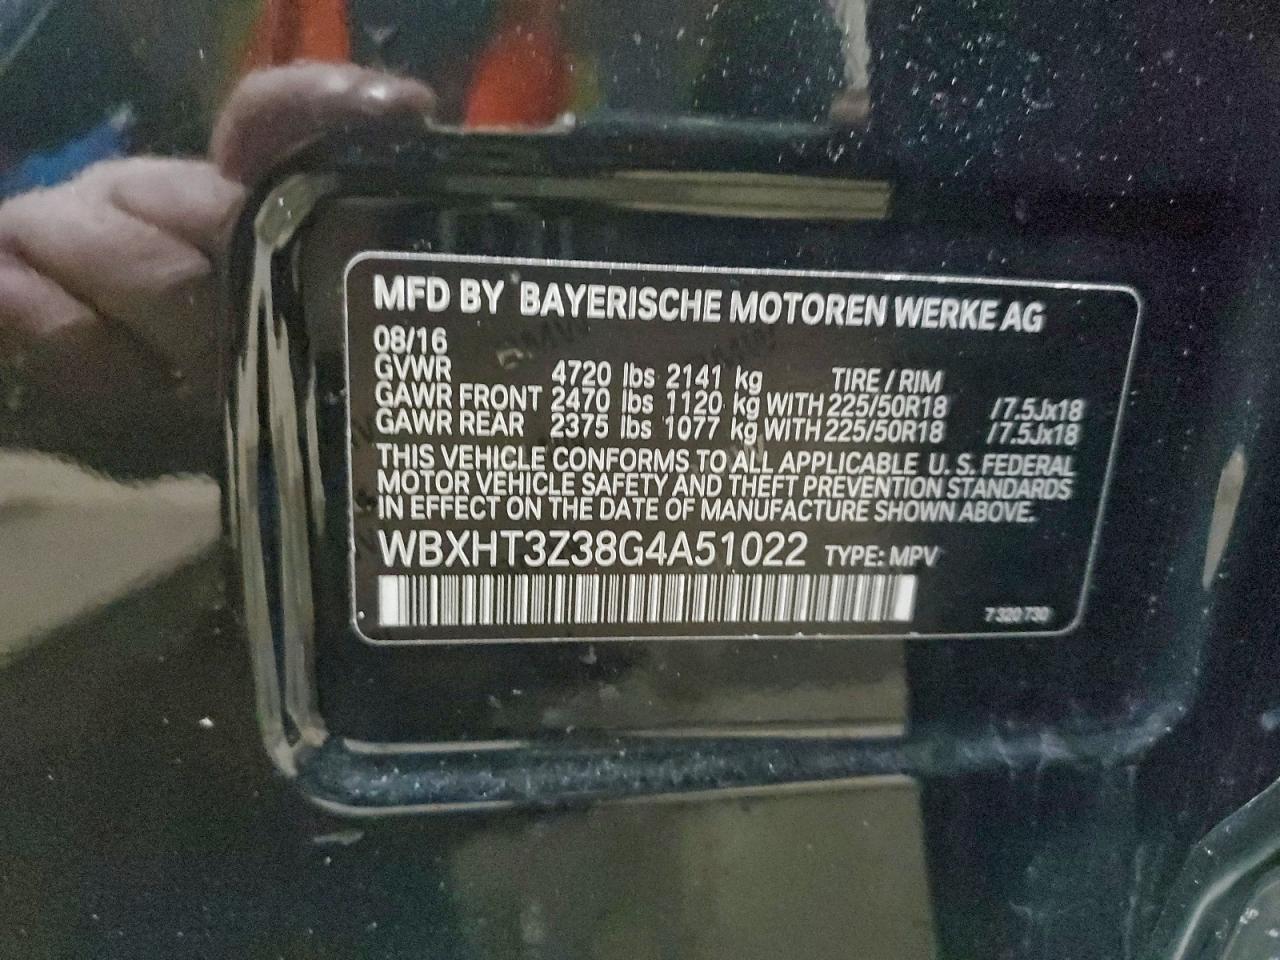 MFD BY BAYERISCHE MOTOREN WERKE AG
08/16
GVWR 4720 lbs 2141 kg TIRE / RIM
GAWR FRONT 2470 lbs 1120 kg WITH 225/50R18 /7.5Jx18
GAWR REAR 2375 lbs 1077 kg WITH 225/50R18 /7.5Jx18
THIS VEHICLE CONFORMS TO ALL APPLICABLE U. S. FEDERAL
MOTOR VEHICLE SAFETY AND THEFT PREVENTION STANDARDS
IN EFFECT ON THE DATE OF MANUFACTURE SHOWN ABOVE.
WBXHT3Z38G4A51022 TYPE: MPV
7 320 730